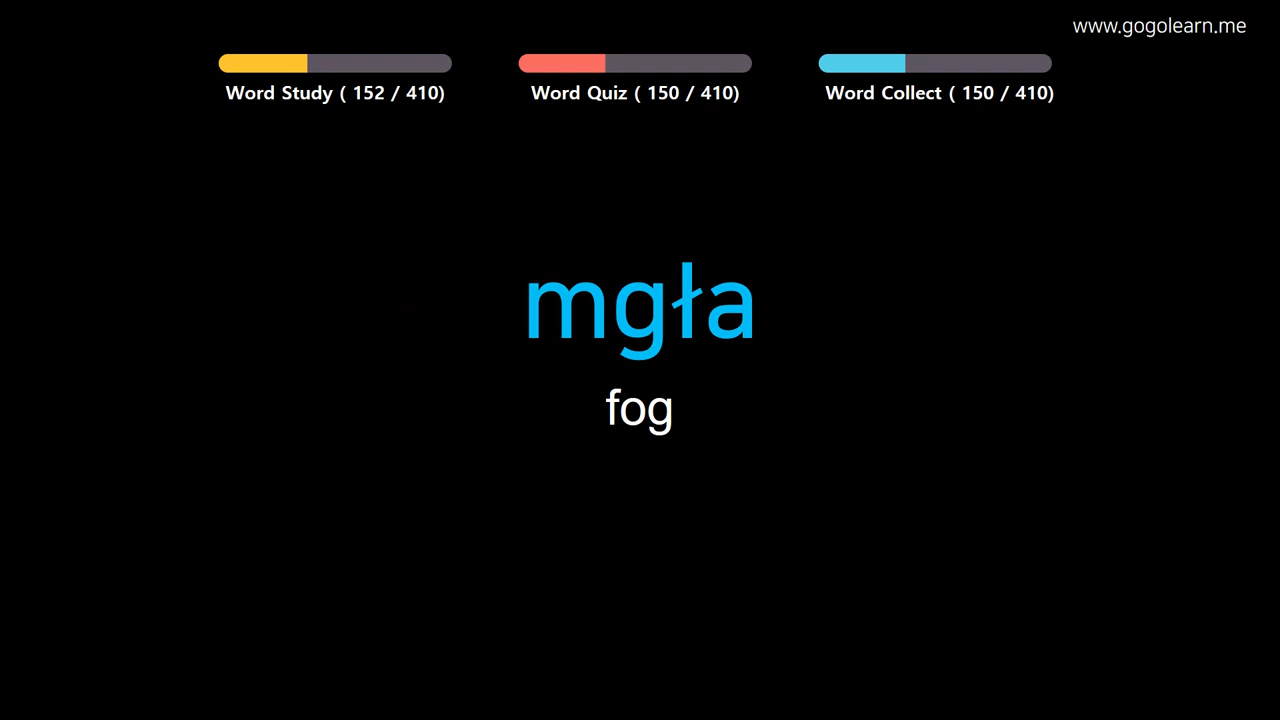 www.gogolearn.me
Word Study ( 152 / 410)
Word Quiz ( 150 / 410)
Word Collect ( 150 / 410)
mgła
fog